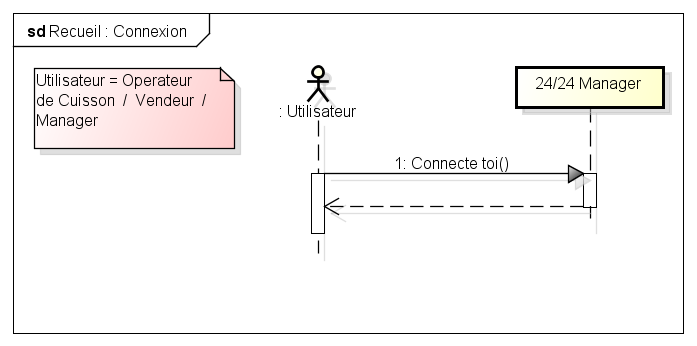 sd Recueil : Connexion
Utilisateur = Operateur
de Cuisson / Vendeur /
Manager
: Utilisateur
24/24 Manager
1: Connecte toi()